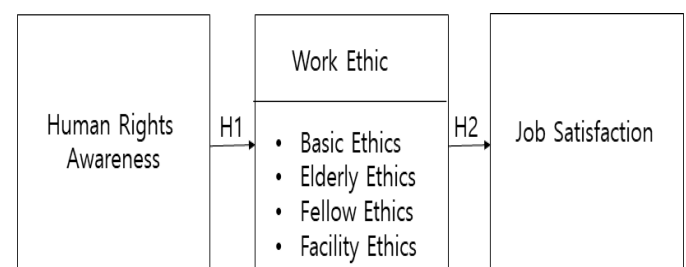 Human Rights
Awareness
H1
Work Ethic
• Basic Ethics
• Elderly Ethics
• Fellow Ethics
• Facility Ethics
H2
Job Satisfaction